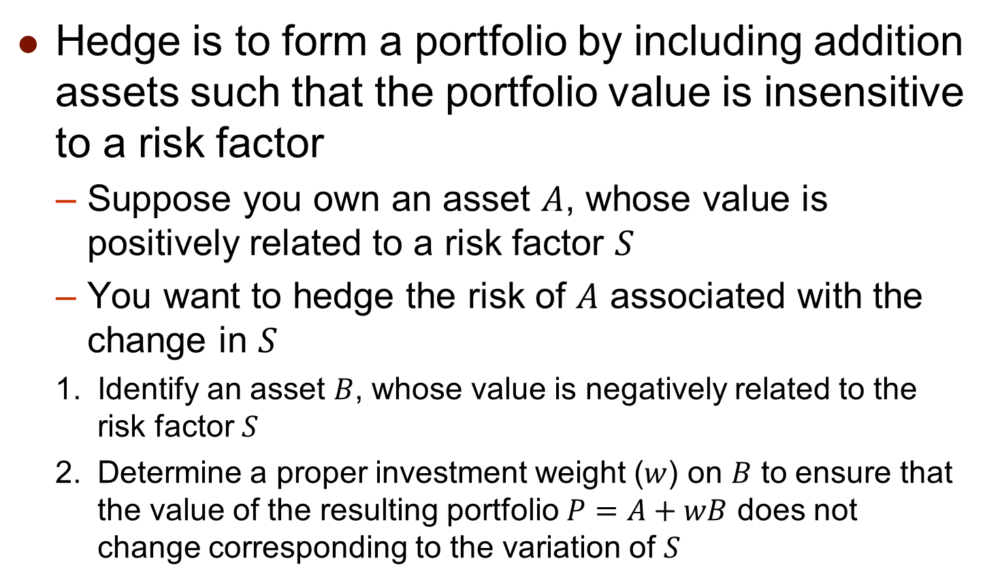 ● Hedge is to form a portfolio by including addition
assets such that the portfolio value is insensitive
to a risk factor
– Suppose you own an asset A, whose value is
positively related to a risk factor S
– You want to hedge the risk of A associated with the
change in S
1. Identify an asset B, whose value is negatively related to the
risk factor S
2. Determine a proper investment weight (w) on B to ensure that
the value of the resulting portfolio P = A + wB does not
change corresponding to the variation of S